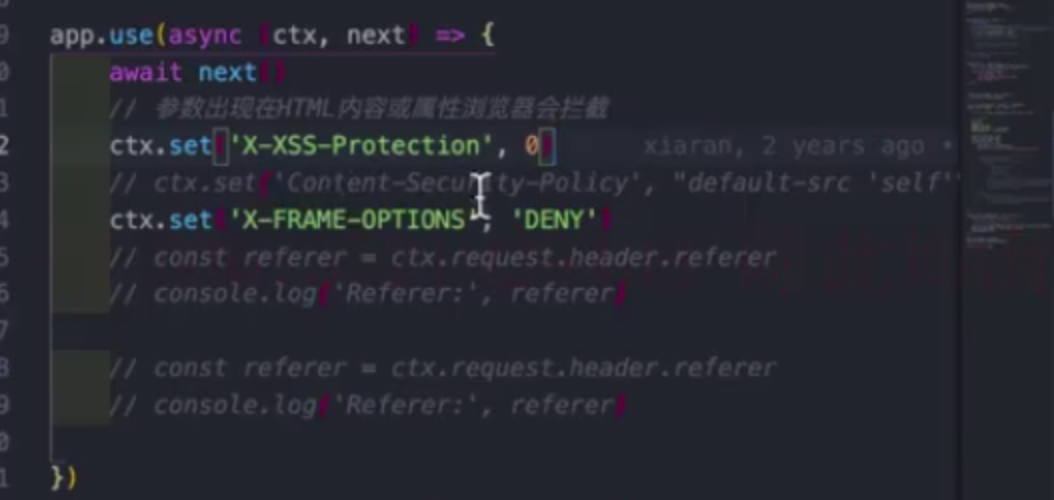 app.use(async (ctx, next) => {
await next()
// 参数出现在HTML内容或属性浏览器会拦截
ctx.set('X-XSS-Protection', 0) xiaran, 2 years ago •
// ctx.set('Content-Security-Policy', "default-src 'self'"
ctx.set('X-FRAME-OPTIONS', 'DENY')
// const referer = ctx.request.header.referer
// console.log('Referer:', referer)
// const referer = ctx.request.header.referer
// console.log('Referer:', referer)
})